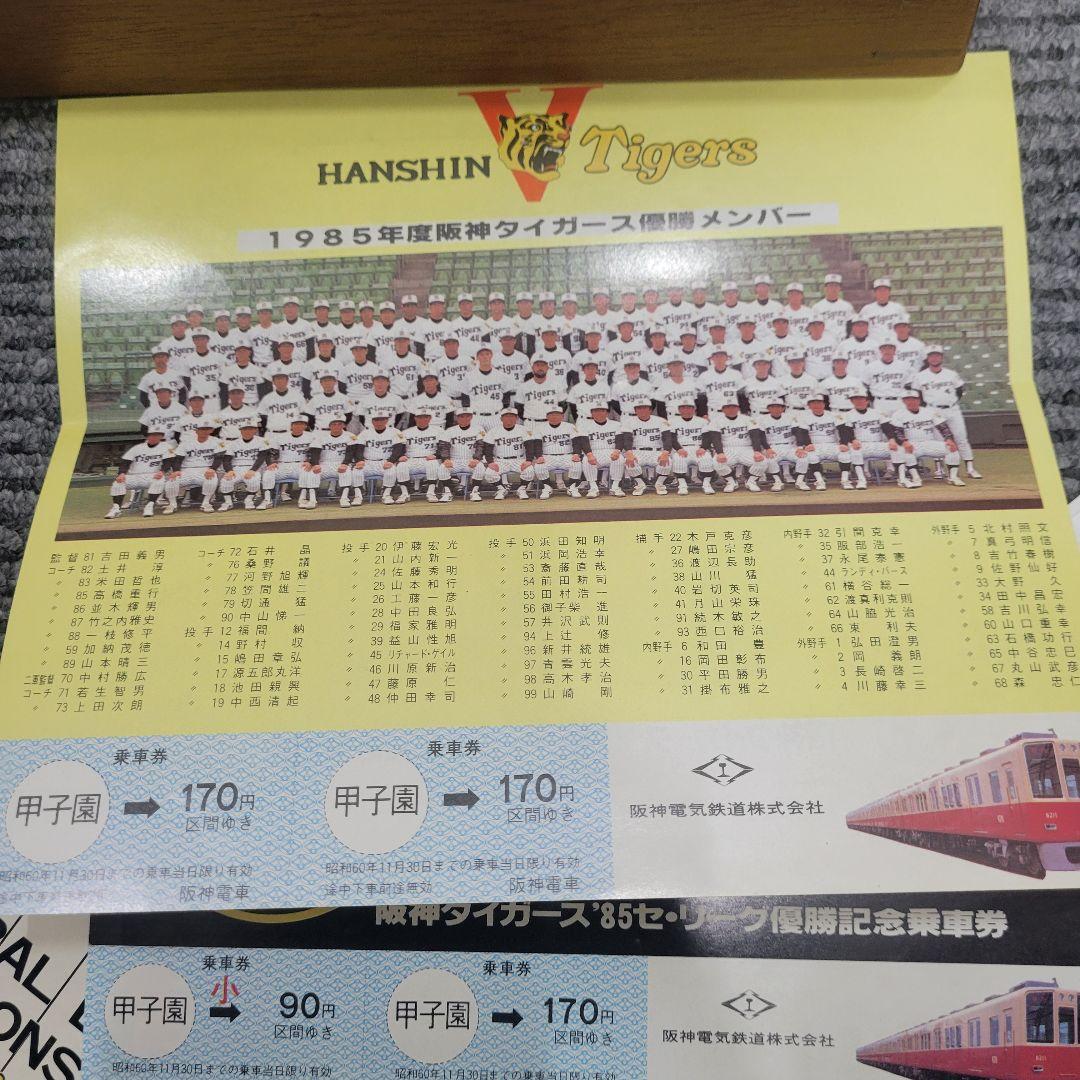 HANSHIN Tigers
1985年度阪神タイガース優勝メンバー
監督 81 吉田義男
コーチ 82 土井 淳
〃 83 米田哲也
〃 85 高橋重行
〃 86 並木輝男
〃 87 竹之内雅史
〃 88 一枝修平
〃 59 加納茂徳
〃 89 山本晴三
二軍監督 70 中村勝広
コーチ 71 若生智男
〃 73 上田次朗
コーチ 72 石井 晶
〃 76 桑野 議
〃 77 河野旭輝
〃 78 笠間雄二
〃 79 切通 猛
〃 90 中山悌一
投手 12 福間 納
〃 14 野村 収
〃 15 嶋田章弘
〃 17 源五郎丸洋
〃 18 池田親興
〃 19 中西清起
投手 20 伊藤宏光
〃 21 山内新一
〃 24 佐藤秀明
〃 25 山本和行
〃 26 工藤一彦
〃 28 中田良弘
〃 29 福家雅明
〃 39 益山性旭
〃 45 リチャード・ゲイル
〃 46 川原新治
〃 47 藤原 仁
〃 48 仲田幸司
投手 50 浜田知明
〃 51 浜岡浩幸
〃 53 斎藤直哉
〃 54 前田耕司
〃 55 田村浩一
〃 56 御子柴 進
〃 57 井沢武則
〃 94 上辻 修
〃 96 新井統雄
〃 97 吉雲光夫
〃 98 高木孝治
〃 99 山崎 剛
捕手 22 木戸克彦
〃 27 嶋田宗彦
〃 36 渡辺長助
〃 38 山川 猛
〃 40 岩切英司
〃 41 月山栄珠
〃 91 続木敏之
〃 93 西口裕治
内野手 6 和田 豊
〃 16 岡田彰布
〃 30 平田勝男
〃 31 掛布雅之
内野手 32 引間克幸
〃 35 服部浩一
〃 37 永尾泰憲
〃 44 ランディ・バース
〃 61 横谷総一
〃 62 渡真利克則
〃 64 山脇光治
〃 66 東 利夫
外野手 1 弘田澄男
〃 2 岡 義朗
〃 3 長崎啓二
〃 4 川藤幸三
外野手 5 北村照文
〃 7 真弓明信
〃 8 吉竹春樹
〃 9 佐野仙好
〃 33 大野 久
〃 34 田中昌宏
〃 58 吉川弘幸
〃 60 山口重幸
〃 63 石橋功行
〃 65 中谷忠己
〃 67 丸山武彦
〃 68 森 忠仁
乗車券
甲子園 ➡ 170円
区間ゆき
昭和60年11月30日までの乗車当日限り有効
阪神電車
乗車券
甲子園 ➡ 170円
区間ゆき
昭和60年11月30日までの乗車当日限り有効
途中下車前途無効 阪神電車
阪神電気鉄道株式会社
阪神タイガース'85セ・リーグ優勝記念乗車券
乗車券
小
甲子園 ➡ 90円
区間ゆき
昭和60年11月30日までの乗車当日限り有効
乗車券
甲子園 ➡ 170円
区間ゆき
昭和60年11月30日までの乗車当日限り有効
阪神電気鉄道株式会社